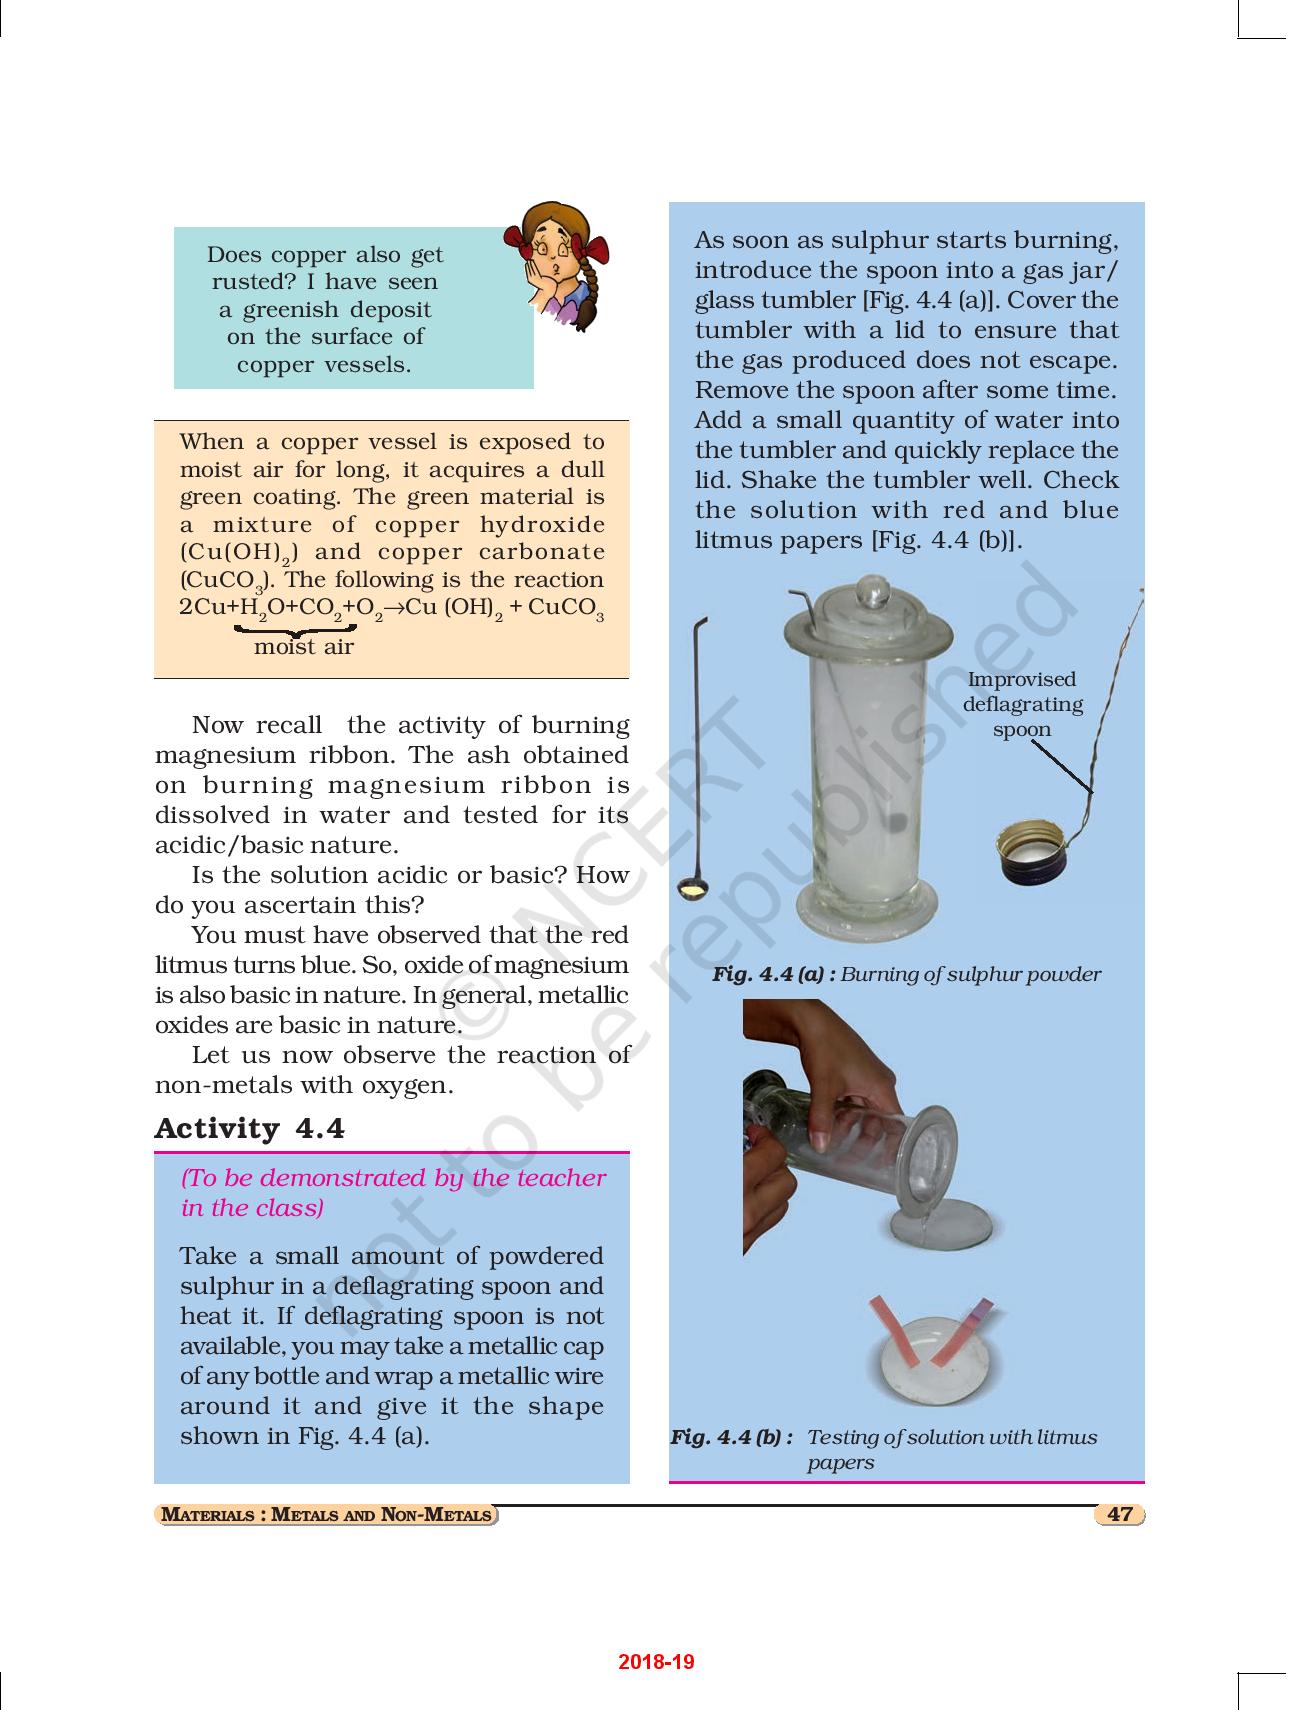 Does copper also get
rusted? I have seen
a greenish deposit
on the surface of
copper vessels.
When a copper vessel is exposed to
moist air for long, it acquires a dull
green coating. The green material is
a mixture of copper hydroxide
(Cu(OH)₂) and copper carbonate
(CuCO₃). The following is the reaction
2Cu+H₂O+CO₂+O₂→Cu (OH)₂ + CuCO₃
moist air
Now recall the activity of burning
magnesium ribbon. The ash obtained
on burning magnesium ribbon is
dissolved in water and tested for its
acidic/basic nature.
Is the solution acidic or basic? How
do you ascertain this?
You must have observed that the red
litmus turns blue. So, oxide of magnesium
is also basic in nature. In general, metallic
oxides are basic in nature.
Let us now observe the reaction of
non-metals with oxygen.
Activity 4.4
(To be demonstrated by the teacher
in the class)
Take a small amount of powdered
sulphur in a deflagrating spoon and
heat it. If deflagrating spoon is not
available, you may take a metallic cap
of any bottle and wrap a metallic wire
around it and give it the shape
shown in Fig. 4.4 (a).
As soon as sulphur starts burning,
introduce the spoon into a gas jar/
glass tumbler [Fig. 4.4 (a)]. Cover the
tumbler with a lid to ensure that
the gas produced does not escape.
Remove the spoon after some time.
Add a small quantity of water into
the tumbler and quickly replace the
lid. Shake the tumbler well. Check
the solution with red and blue
litmus papers [Fig. 4.4 (b)].
Improvised
deflagrating
spoon
Fig. 4.4 (a) : Burning of sulphur powder
Fig. 4.4 (b) : Testing of solution with litmus
papers
© NCERT
not to be republished
MATERIALS : METALS AND NON-METALS
47
2018-19